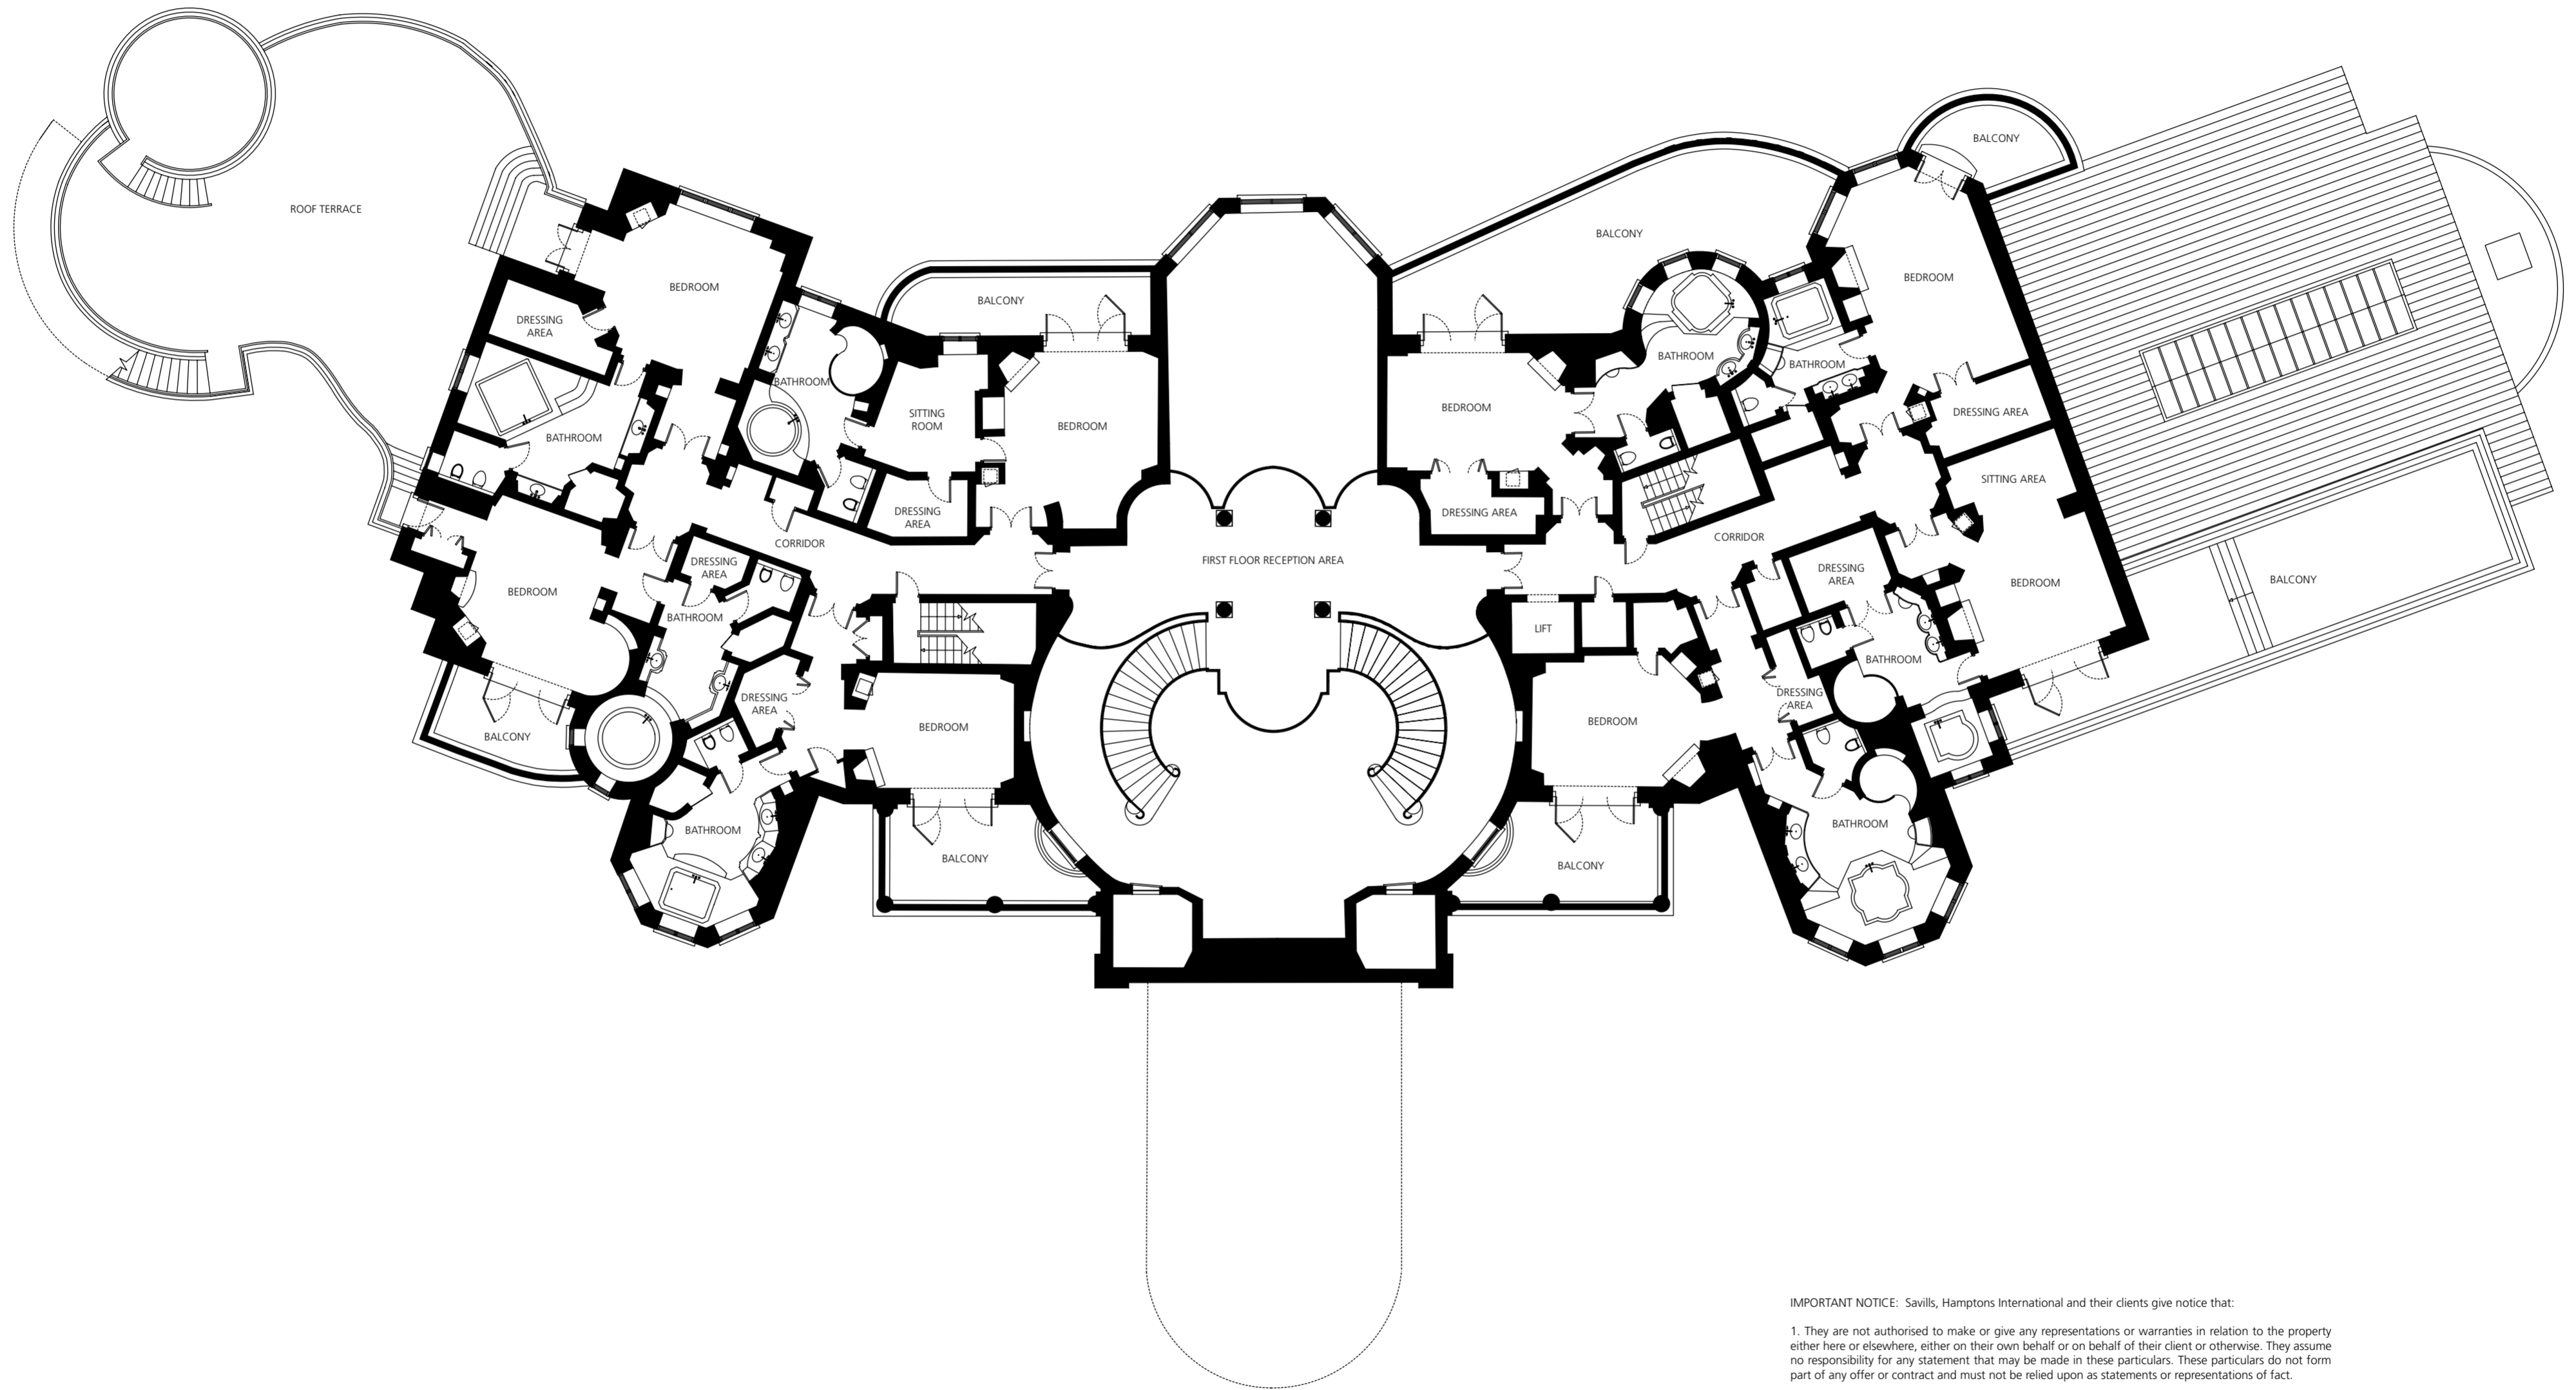 BALCONY
ROOF TERRACE
BALCONY
BEDROOM
BEDROOM
BALCONY
DRESSING
AREA
BATHROOM
BATHROOM
BATHROOM
BATHROOM
SITTING
ROOM
BEDROOM
BEDROOM
DRESSING AREA
BATHROOM
SITTING AREA
DRESSING
AREA
DRESSING AREA
CORRIDOR
CORRIDOR
FIRST FLOOR RECEPTION AREA
DRESSING
AREA
DRESSING
AREA
BEDROOM
BEDROOM
BALCONY
BATHROOM
LIFT
BATHROOM
DRESSING
AREA
DRESSING
AREA
BEDROOM
BEDROOM
BALCONY
BATHROOM
BATHROOM
BALCONY
BALCONY
IMPORTANT NOTICE: Savills, Hamptons International and their clients give notice that:
1. They are not authorised to make or give any representations or warranties in relation to the property
either here or elsewhere, either on their own behalf or on behalf of their client or otherwise. They assume
no responsibility for any statement that may be made in these particulars. These particulars do not form
part of any offer or contract and must not be relied upon as statements or representations of fact.